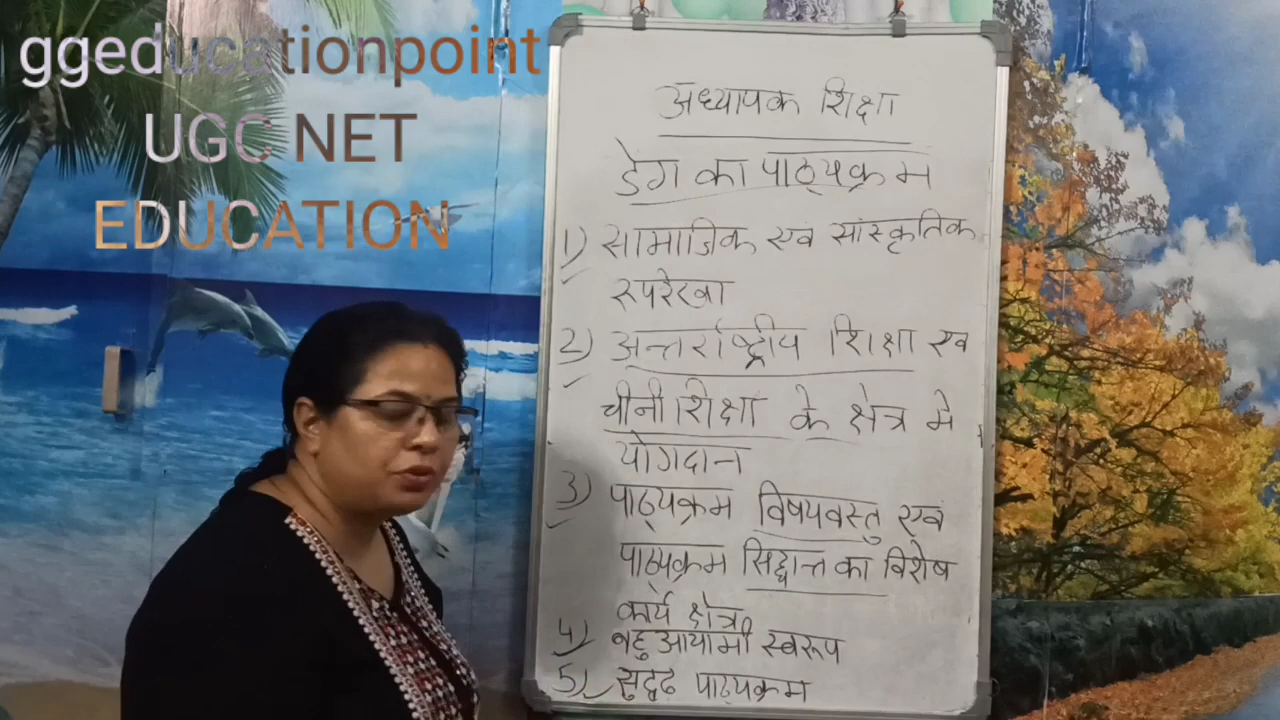 ggeducationpoint
UGC NET
EDUCATION
अध्यापक शिक्षा
डेंग का पाठ्यक्रम
1) सामाजिक एवं सांस्कृतिक
रुपरेखा
2) अन्तर्राष्ट्रीय शिक्षा एव
चीनी शिक्षा के क्षेत्र मे
योगदान
3) पाठ्यक्रम विषयवस्तु एवं
पाठ्यक्रम सिद्धान्त का विशेष
कार्य क्षेत्र
4) बहुआयामी स्वरूप
5) सुदृढ पाठ्यक्रम